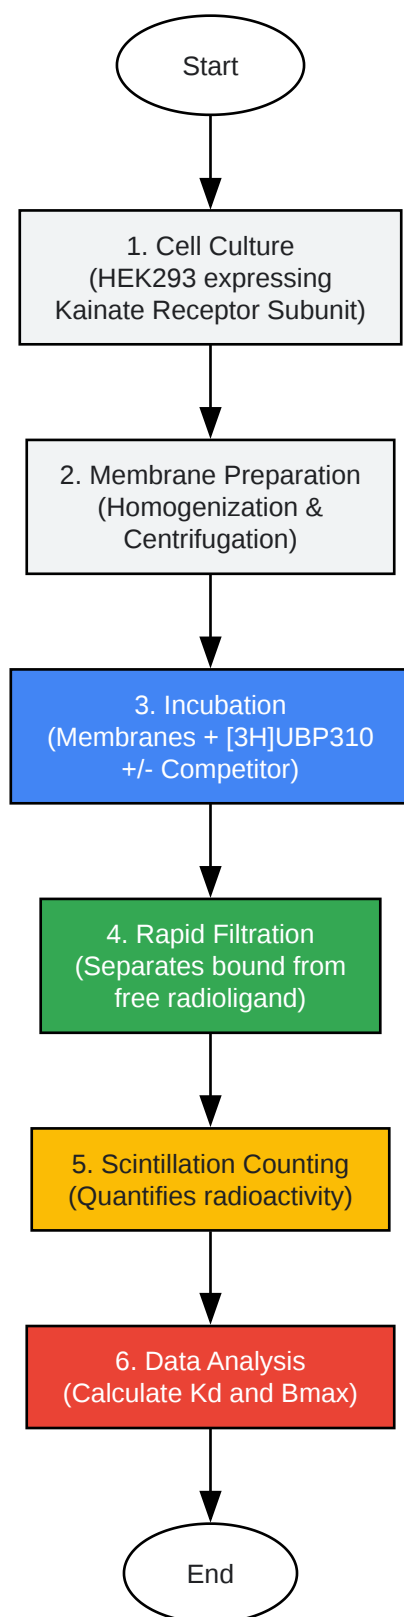 Start
1. Cell Culture
(HEK293 expressing
Kainate Receptor Subunit)
2. Membrane Preparation
(Homogenization &
Centrifugation)
3. Incubation
(Membranes + [3H]UBP310
+/- Competitor)
4. Rapid Filtration
(Separates bound from
free radioligand)
5. Scintillation Counting
(Quantifies radioactivity)
6. Data Analysis
(Calculate Kd and Bmax)
End